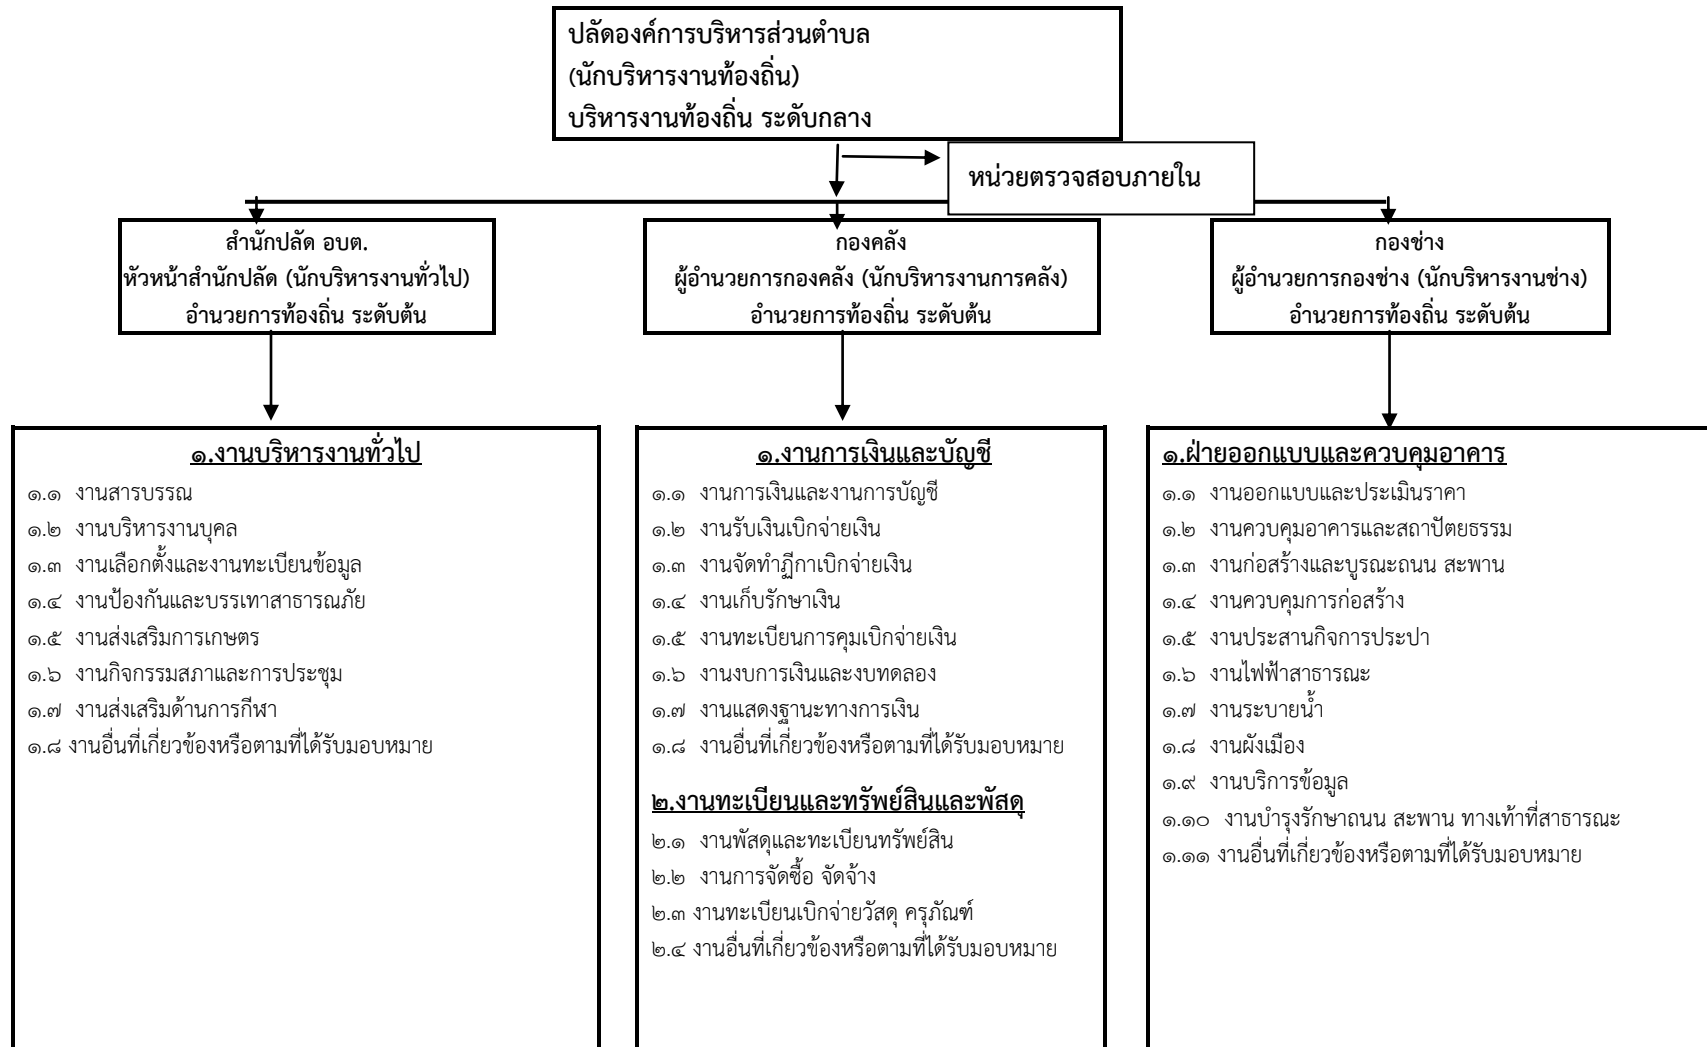 ปลัดองค์การบริหารส่วนตำบล
(นักบริหารงานท้องถิ่น)
บริหารงานท้องถิ่น ระดับกลาง
หน่วยตรวจสอบภายใน
สำนักปลัด อบต.
หัวหน้าสำนักปลัด (นักบริหารงานทั่วไป)
อำนวยการท้องถิ่น ระดับต้น
กองคลัง
ผู้อำนวยการกองคลัง (นักบริหารงานการคลัง)
อำนวยการท้องถิ่น ระดับต้น
กองช่าง
ผู้อำนวยการกองช่าง (นักบริหารงานช่าง)
อำนวยการท้องถิ่น ระดับต้น
๑.งานบริหารงานทั่วไป
๑.๑ งานสารบรรณ
๑.๒ งานบริหารงานบุคล
๑.๓ งานเลือกตั้งและงานทะเบียนข้อมูล
๑.๔ งานป้องกันและบรรเทาสาธารณภัย
๑.๕ งานส่งเสริมการเกษตร
๑.๖ งานกิจกรรมสภาและการประชุม
๑.๗ งานส่งเสริมด้านการกีฬา
๑.๘ งานอื่นที่เกี่ยวข้องหรือตามที่ได้รับมอบหมาย
๑.งานการเงินและบัญชี
๑.๑ งานการเงินและงานการบัญชี
๑.๒ งานรับเงินเบิกจ่ายเงิน
๑.๓ งานจัดทำฎีกาเบิกจ่ายเงิน
๑.๔ งานเก็บรักษาเงิน
๑.๕ งานทะเบียนการคุมเบิกจ่ายเงิน
๑.๖ งานงบการเงินและงบทดลอง
๑.๗ งานแสดงฐานะทางการเงิน
๑.๘ งานอื่นที่เกี่ยวข้องหรือตามที่ได้รับมอบหมาย
๒.งานทะเบียนและทรัพย์สินและพัสดุ
๒.๑ งานพัสดุและทะเบียนทรัพย์สิน
๒.๒ งานการจัดซื้อ จัดจ้าง
๒.๓ งานทะเบียนเบิกจ่ายวัสดุ ครุภัณฑ์
๒.๔ งานอื่นที่เกี่ยวข้องหรือตามที่ได้รับมอบหมาย
๑.ฝ่ายออกแบบและควบคุมอาคาร
๑.๑ งานออกแบบและประเมินราคา
๑.๒ งานควบคุมอาคารและสถาปัตยธรรม
๑.๓ งานก่อสร้างและบูรณะถนน สะพาน
๑.๔ งานควบคุมการก่อสร้าง
๑.๕ งานประสานกิจการประปา
๑.๖ งานไฟฟ้าสาธารณะ
๑.๗ งานระบายน้ำ
๑.๘ งานผังเมือง
๑.๙ งานบริการข้อมูล
๑.๑๐ งานบำรุงรักษาถนน สะพาน ทางเท้าที่สาธารณะ
๑.๑๑ งานอื่นที่เกี่ยวข้องหรือตามที่ได้รับมอบหมาย